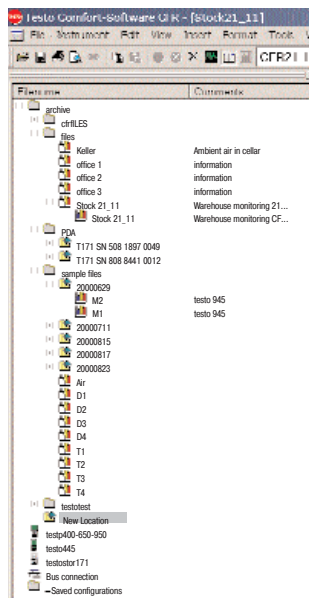 Testo Comfort-Software CFR - [Stock21_11]
File Instrument Edit View Insert Format Tools
CFR21
Filename Comments
archive
cfrfILES
files
Keller Ambient air in cellar
office 1 information
office 2 information
office 3 information
Stock 21_11 Warehouse monitoring 21...
Stock 21_11 Warehouse monitoring CF...
PDA
T171 SN 508 1897 0049
T171 SN 808 8441 0012
sample files
20000629
M2 testo 945
M1 testo 945
20000711
20000815
20000817
20000823
Air
D1
D2
D3
D4
T1
T2
T3
T4
testotest
New Location
testp400-650-950
testo445
testostor171
Bus connection
Saved configurations